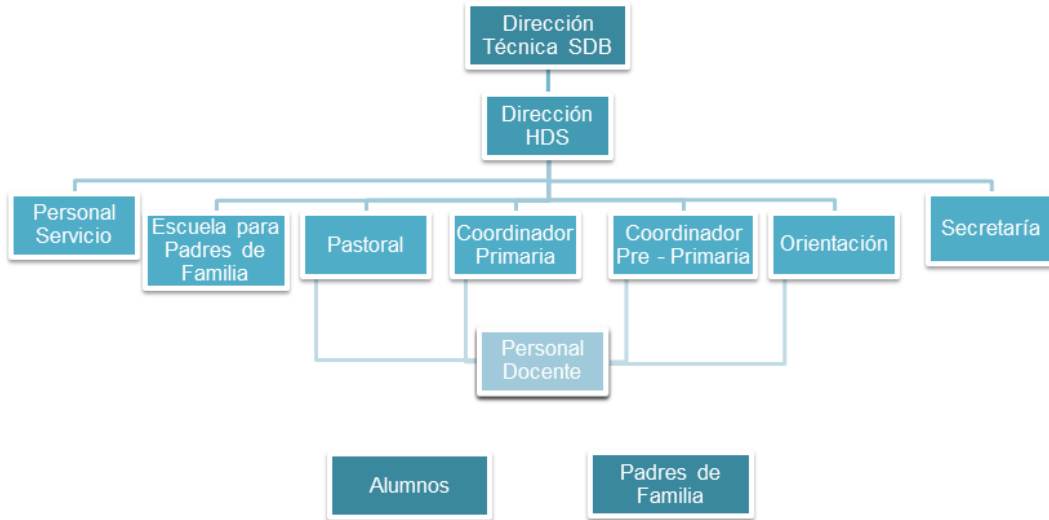 Dirección
Técnica SDB
Dirección
HDS
Personal
Servicio
Escuela para
Padres de
Familia
Pastoral
Coordinador
Primaria
Coordinador
Pre - Primaria
Orientación
Secretaría
Personal
Docente
Alumnos
Padres de
Familia